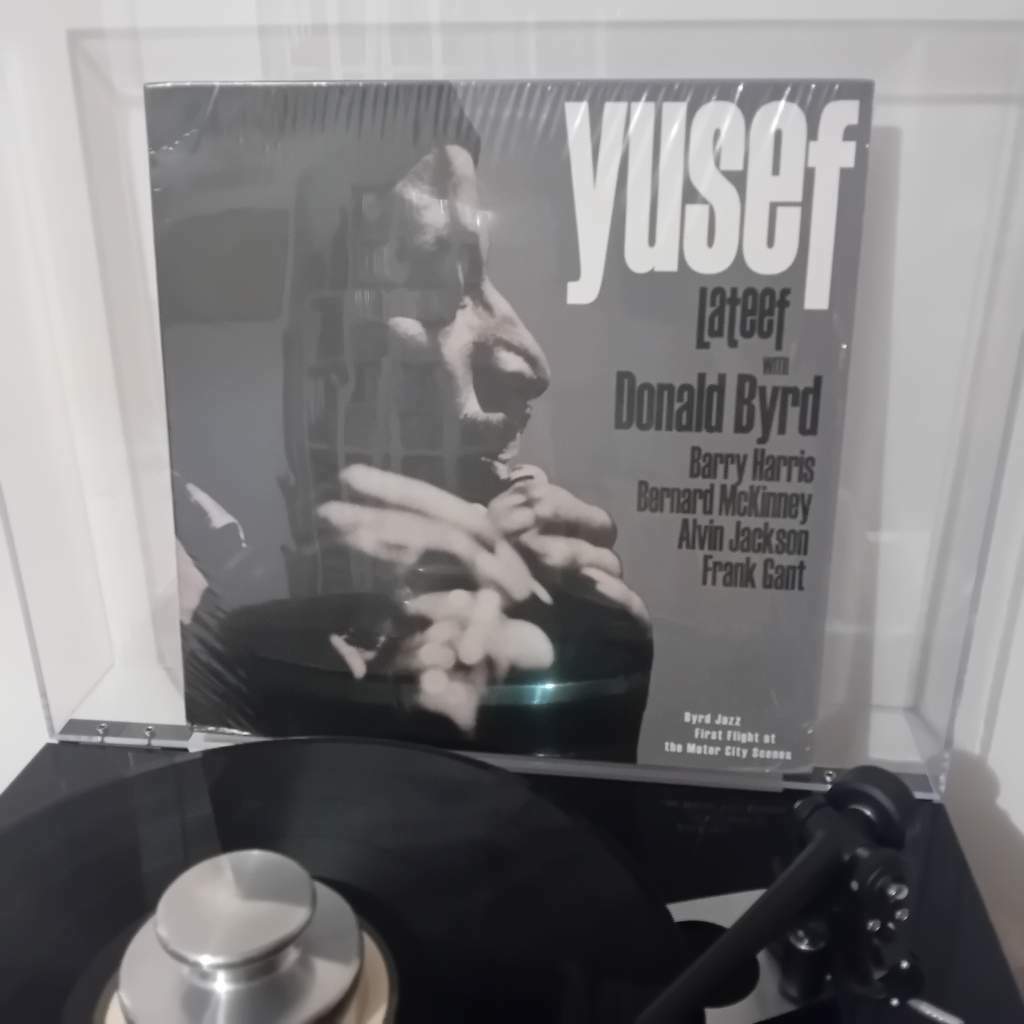 yusef
Lateef
WITH
Donald Byrd
Barry Harris
Bernard McKinney
Alvin Jackson
Frank Gant
Byrd Jazz
First Flight at
the Motor City Scenes